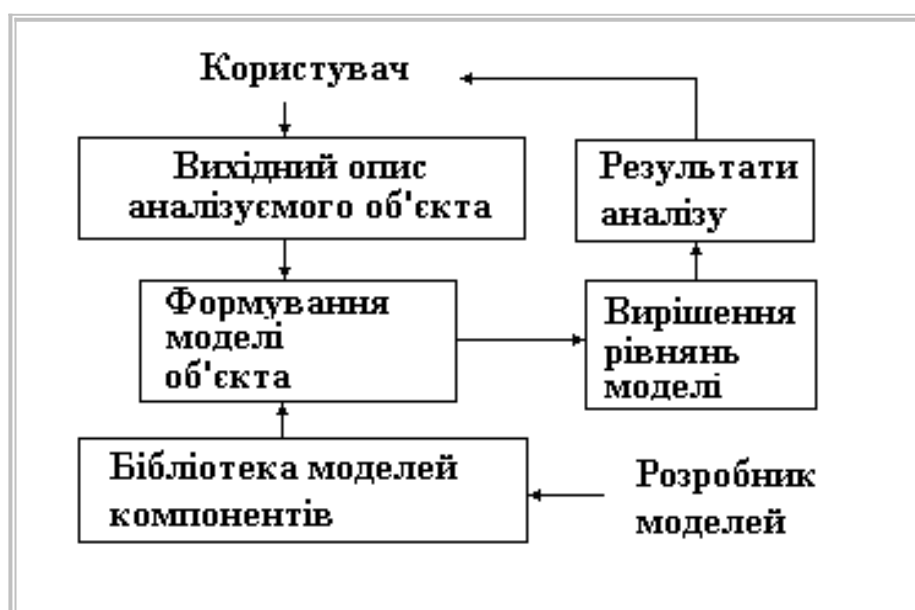 Користувач
Вихідний опис
аналізуємого об'єкта
Результати
аналізу
Формування
моделі
об'єкта
Вирішення
рівнянь
моделі
Бібліотека моделей
компонентів
Розробник
моделей